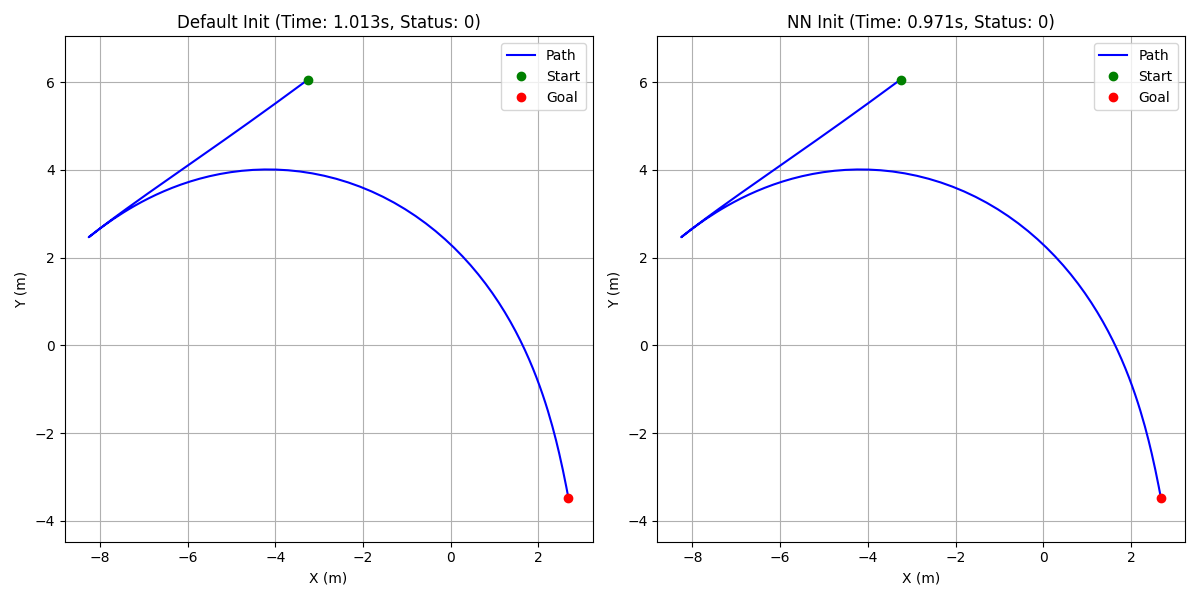 Default Init (Time: 1.013s, Status: 0)
Path
Start
Goal
6
4
2
0
−2
−4
Y (m)
−8
−6
−4
−2
0
2
X (m)
NN Init (Time: 0.971s, Status: 0)
Path
Start
Goal
6
4
2
0
−2
−4
Y (m)
−8
−6
−4
−2
0
2
X (m)